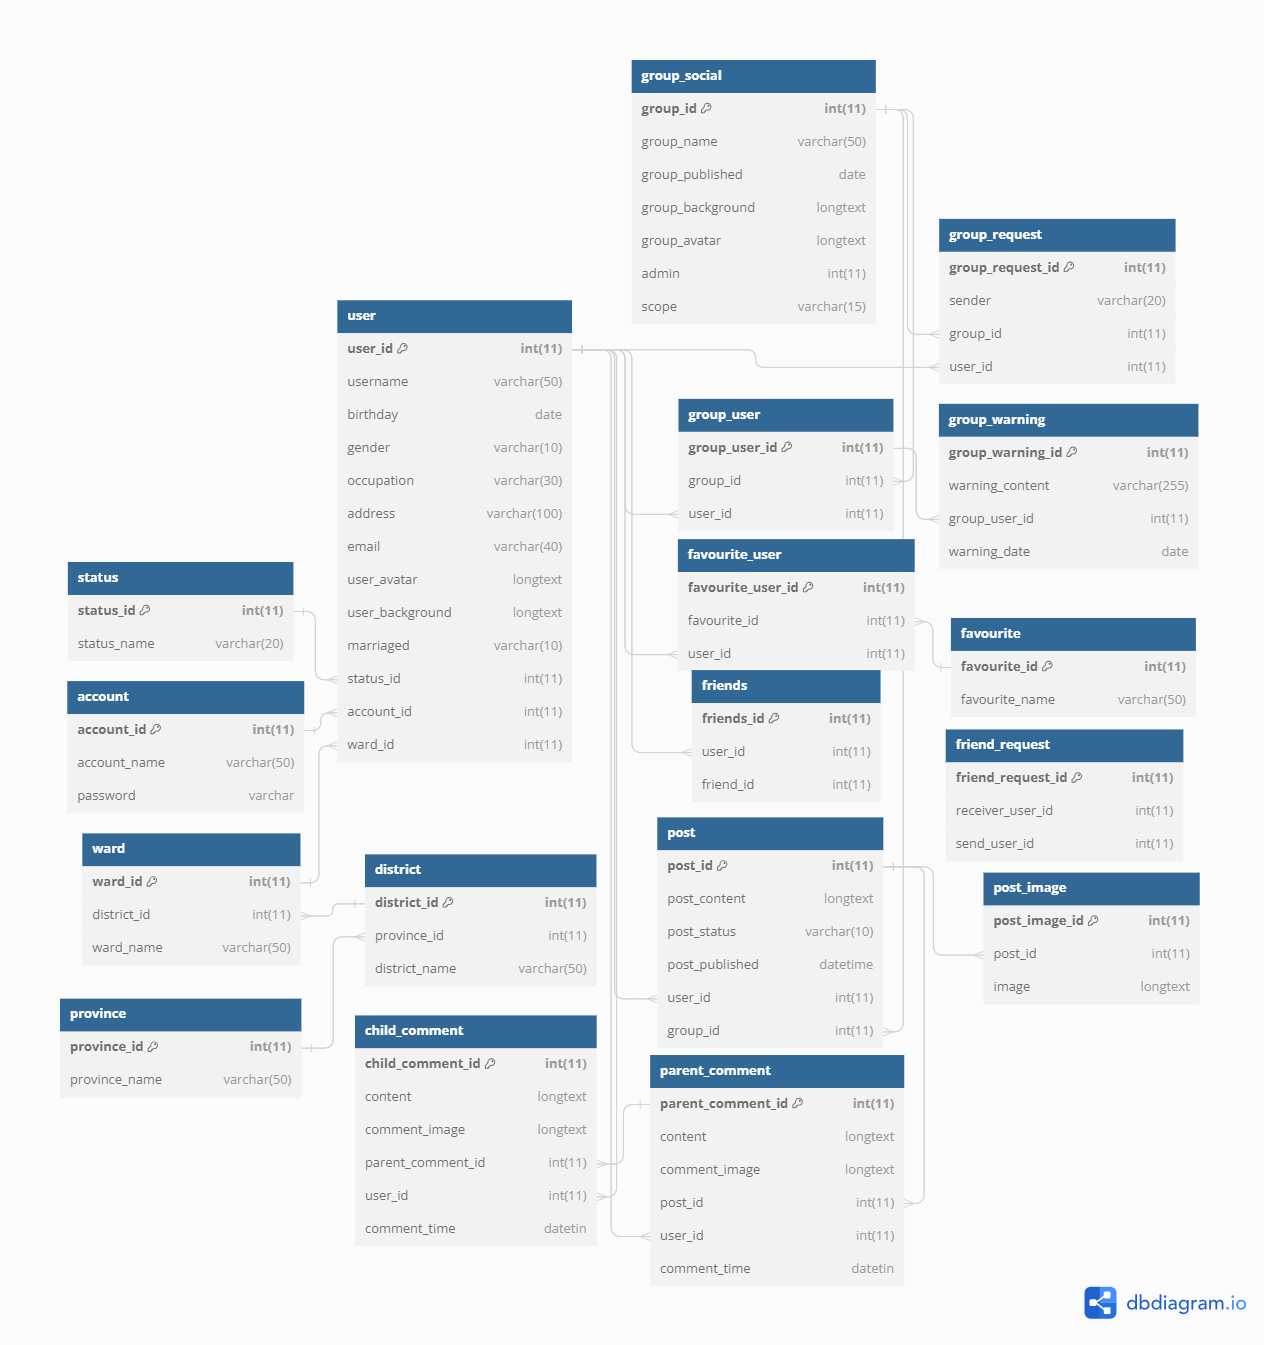 group_social
group_id int(11)
group_name varchar(50)
group_published date
group_background longtext
group_avatar longtext
admin int(11)
scope varchar(15)
group_request
group_request_id int(11)
sender varchar(20)
group_id int(11)
user_id int(11)
user
user_id int(11)
username varchar(50)
birthday date
gender varchar(10)
occupation varchar(30)
address varchar(100)
email varchar(40)
user_avatar longtext
user_background longtext
marriaged varchar(10)
status_id int(11)
account_id int(11)
ward_id int(11)
group_user
group_user_id int(11)
group_id int(11)
user_id int(11)
group_warning
group_warning_id int(11)
warning_content varchar(255)
group_user_id int(11)
warning_date date
favourite_user
favourite_user_id int(11)
favourite_id int(11)
user_id int(11)
status
status_id int(11)
status_name varchar(20)
favourite
favourite_id int(11)
favourite_name varchar(50)
friends
friends_id int(11)
user_id int(11)
friend_id int(11)
account
account_id int(11)
account_name varchar(50)
password varchar
friend_request
friend_request_id int(11)
receiver_user_id int(11)
send_user_id int(11)
ward
ward_id int(11)
district_id int(11)
ward_name varchar(50)
district
district_id int(11)
province_id int(11)
district_name varchar(50)
post
post_id int(11)
post_content longtext
post_status varchar(10)
post_published datetime
user_id int(11)
group_id int(11)
post_image
post_image_id int(11)
post_id int(11)
image longtext
province
province_id int(11)
province_name varchar(50)
child_comment
child_comment_id int(11)
content longtext
comment_image longtext
parent_comment_id int(11)
user_id int(11)
comment_time datetin
parent_comment
parent_comment_id int(11)
content longtext
comment_image longtext
post_id int(11)
user_id int(11)
comment_time datetin
dbdiagram.io